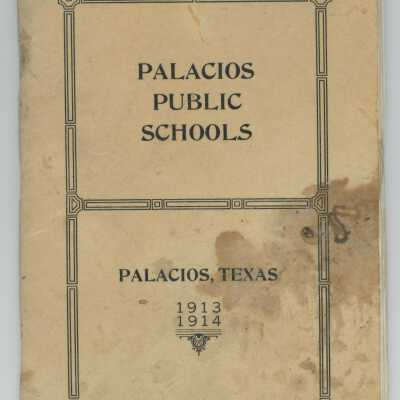 PALACIOS
PUBLIC
SCHOOLS
PALACIOS, TEXAS
1913
1914